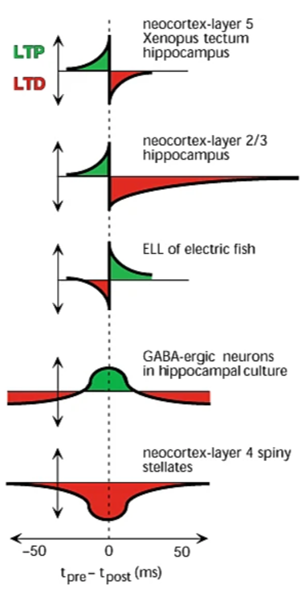 neocortex-layer 5
Xenopus tectum
hippocampus
LTP
LTD
neocortex-layer 2/3
hippocampus
ELL of electric fish
GABA-ergic neurons
in hippocampal culture
neocortex-layer 4 spiny
stellates
-50 0 50
tpre - tpost (ms)